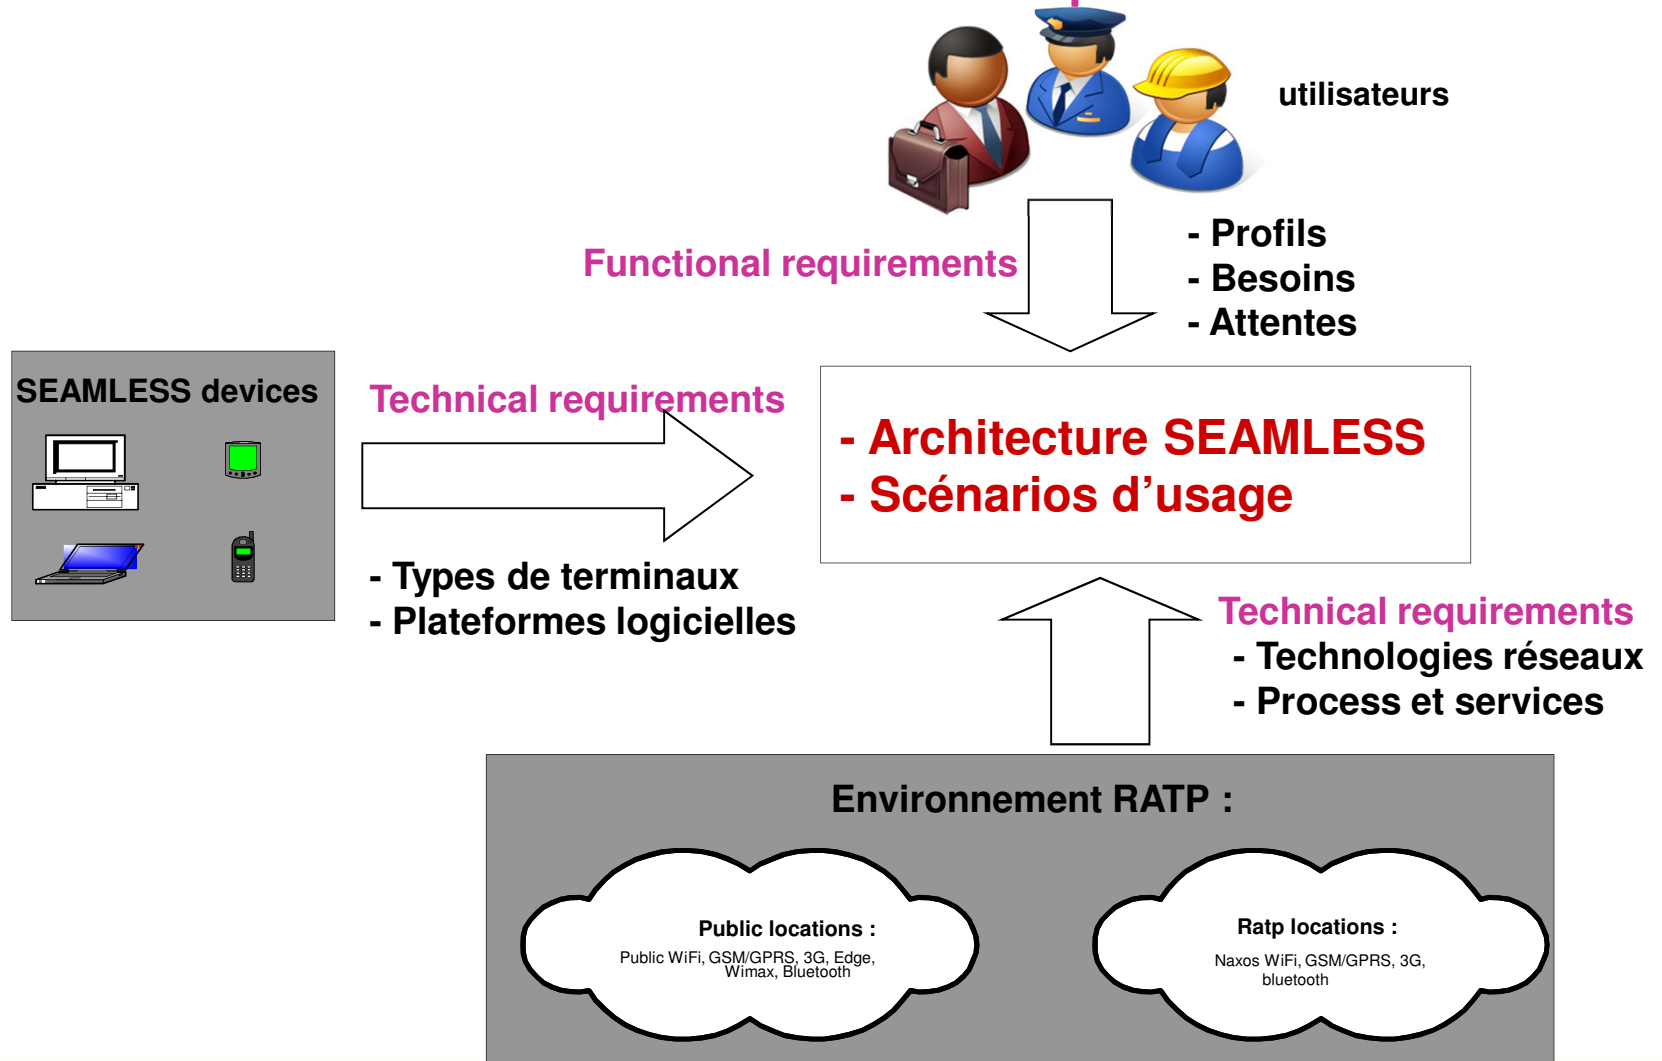 utilisateurs
Functional requirements
- Profils
- Besoins
- Attentes
SEAMLESS devices
Technical requirements
- Types de terminaux
- Plateformes logicielles
- Architecture SEAMLESS
- Scénarios d’usage
Technical requirements
- Technologies réseaux
- Process et services
Environnement RATP :
Public locations :
Public WiFi, GSM/GPRS, 3G, Edge,
Wimax, Bluetooth
Ratp locations :
Naxos WiFi, GSM/GPRS, 3G,
bluetooth